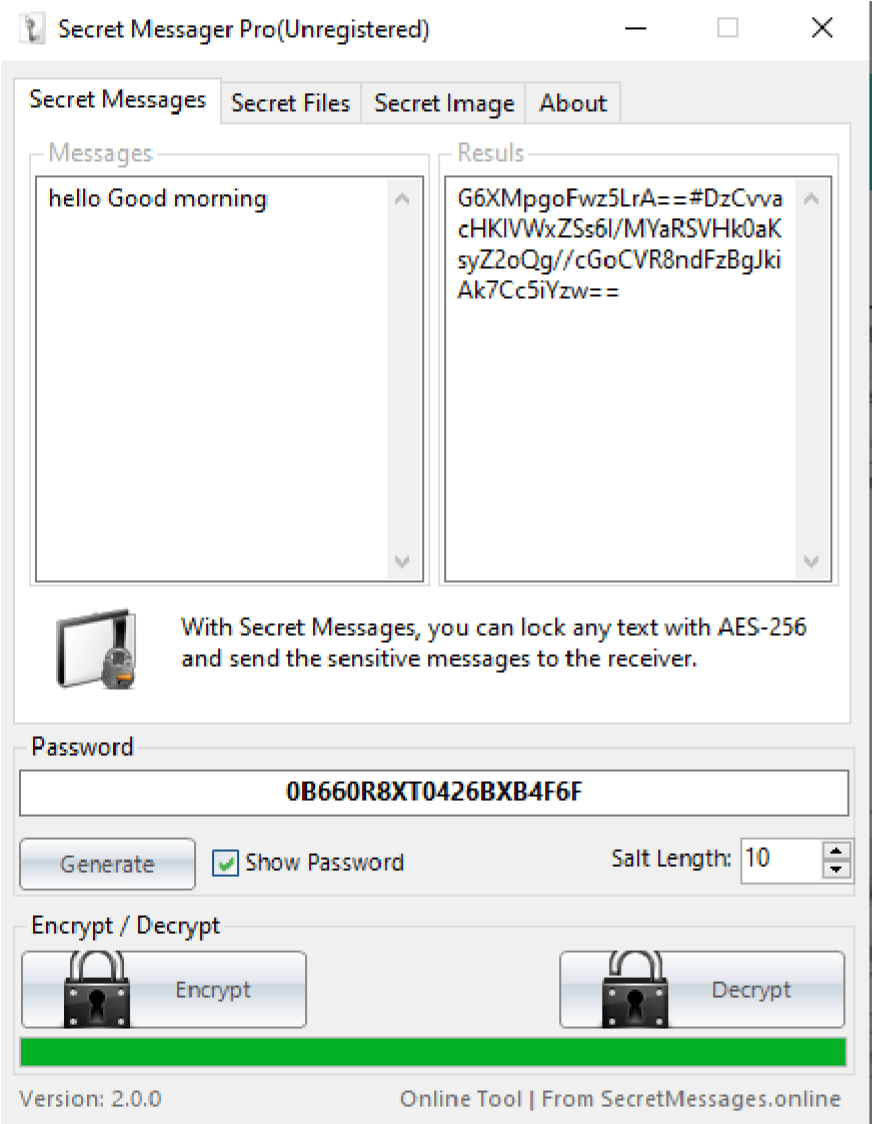 Secret Messager Pro(Unregistered)
Secret Messages Secret Files Secret Image About
Messages
hello Good morning
Resuls
G6XMpgoFwz5LrA==#DzCvva
cHKlVWxZSs6l/MYaRSVHk0aK
syZ2oQg//cGoCVR8ndFzBgJki
Ak7Cc5iYzw==
With Secret Messages, you can lock any text with AES-256
and send the sensitive messages to the receiver.
Password
0B660R8XT0426BXB4F6F
Generate Show Password Salt Length: 10
Encrypt / Decrypt
Encrypt Decrypt
Version: 2.0.0 Online Tool | From SecretMessages.online